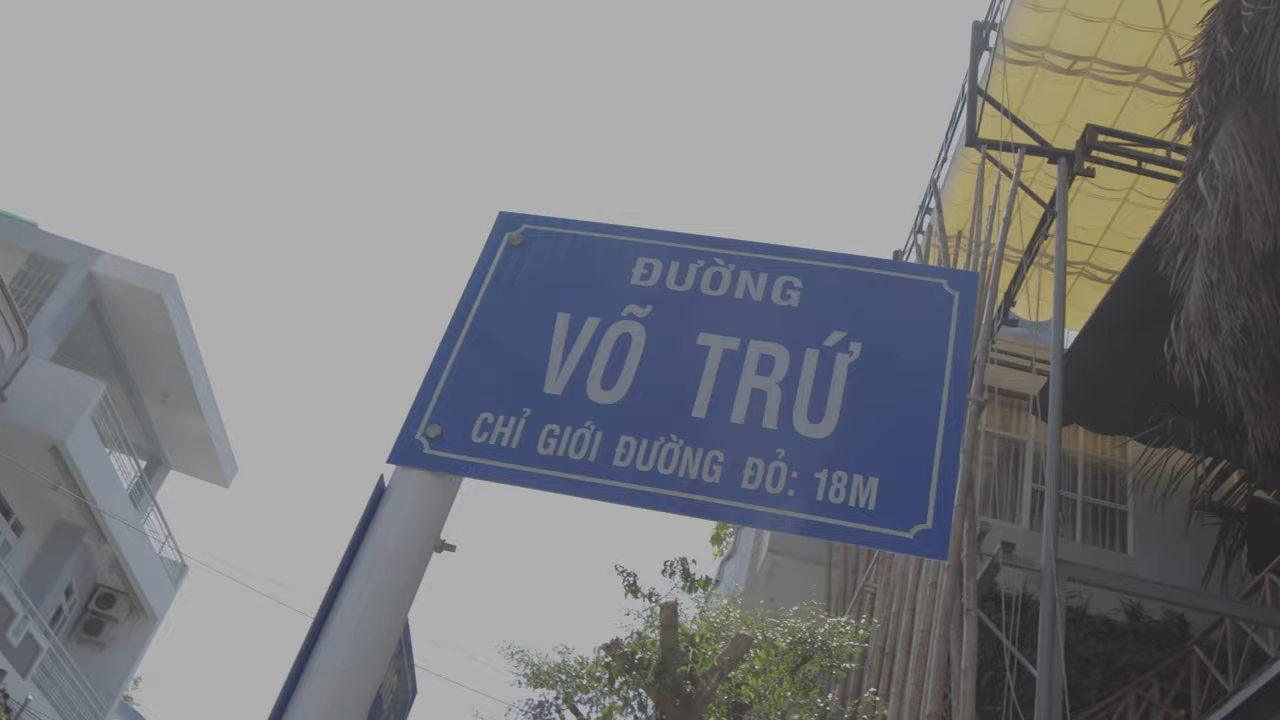 ĐƯỜNG
VÕ TRỨ
CHỈ GIỚI ĐƯỜNG ĐỎ: 18M